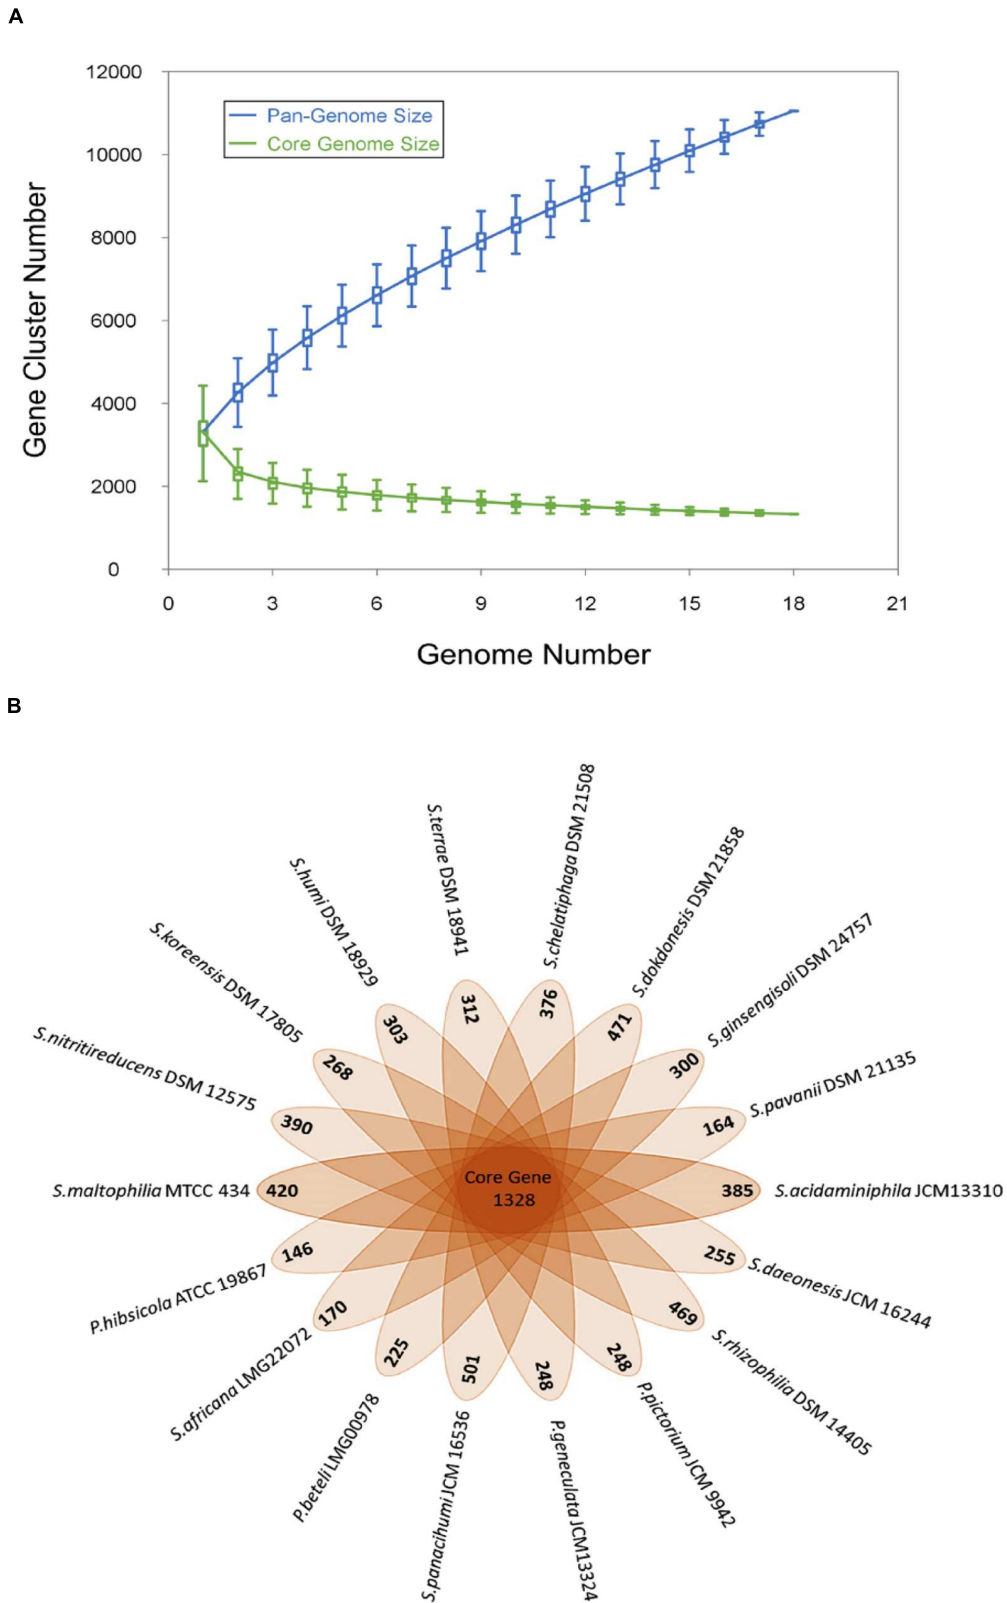 A
12000
10000
8000
6000
4000
2000
0
Gene Cluster Number
Pan-Genome Size
Core Genome Size
0 3 6 9 12 15 18 21
Genome Number
B
S.terrae DSM 18941
S.chelatiphaga DSM 21508
S.humi DSM 18929
S.dokdonesis DSM 21858
S.koreensis DSM 17805
S.ginsengisoli DSM 24757
S.nitritireducens DSM 12575
S.pavanii DSM 21135
S.maltophilia MTCC 434
S.acidaminiphila JCM13310
P.hibsicola ATCC 19867
S.daeonesis JCM 16244
S.africana LMG22072
S.rhizophilia DSM 14405
P.beteli LMG00978
P.pictorium JCM 9942
S.panacihumi JCM 16536
P.geneculata JCM13324
312
376
303
471
268
300
390
164
420
385
146
255
170
469
225
248
501
248
Core Gene
1328